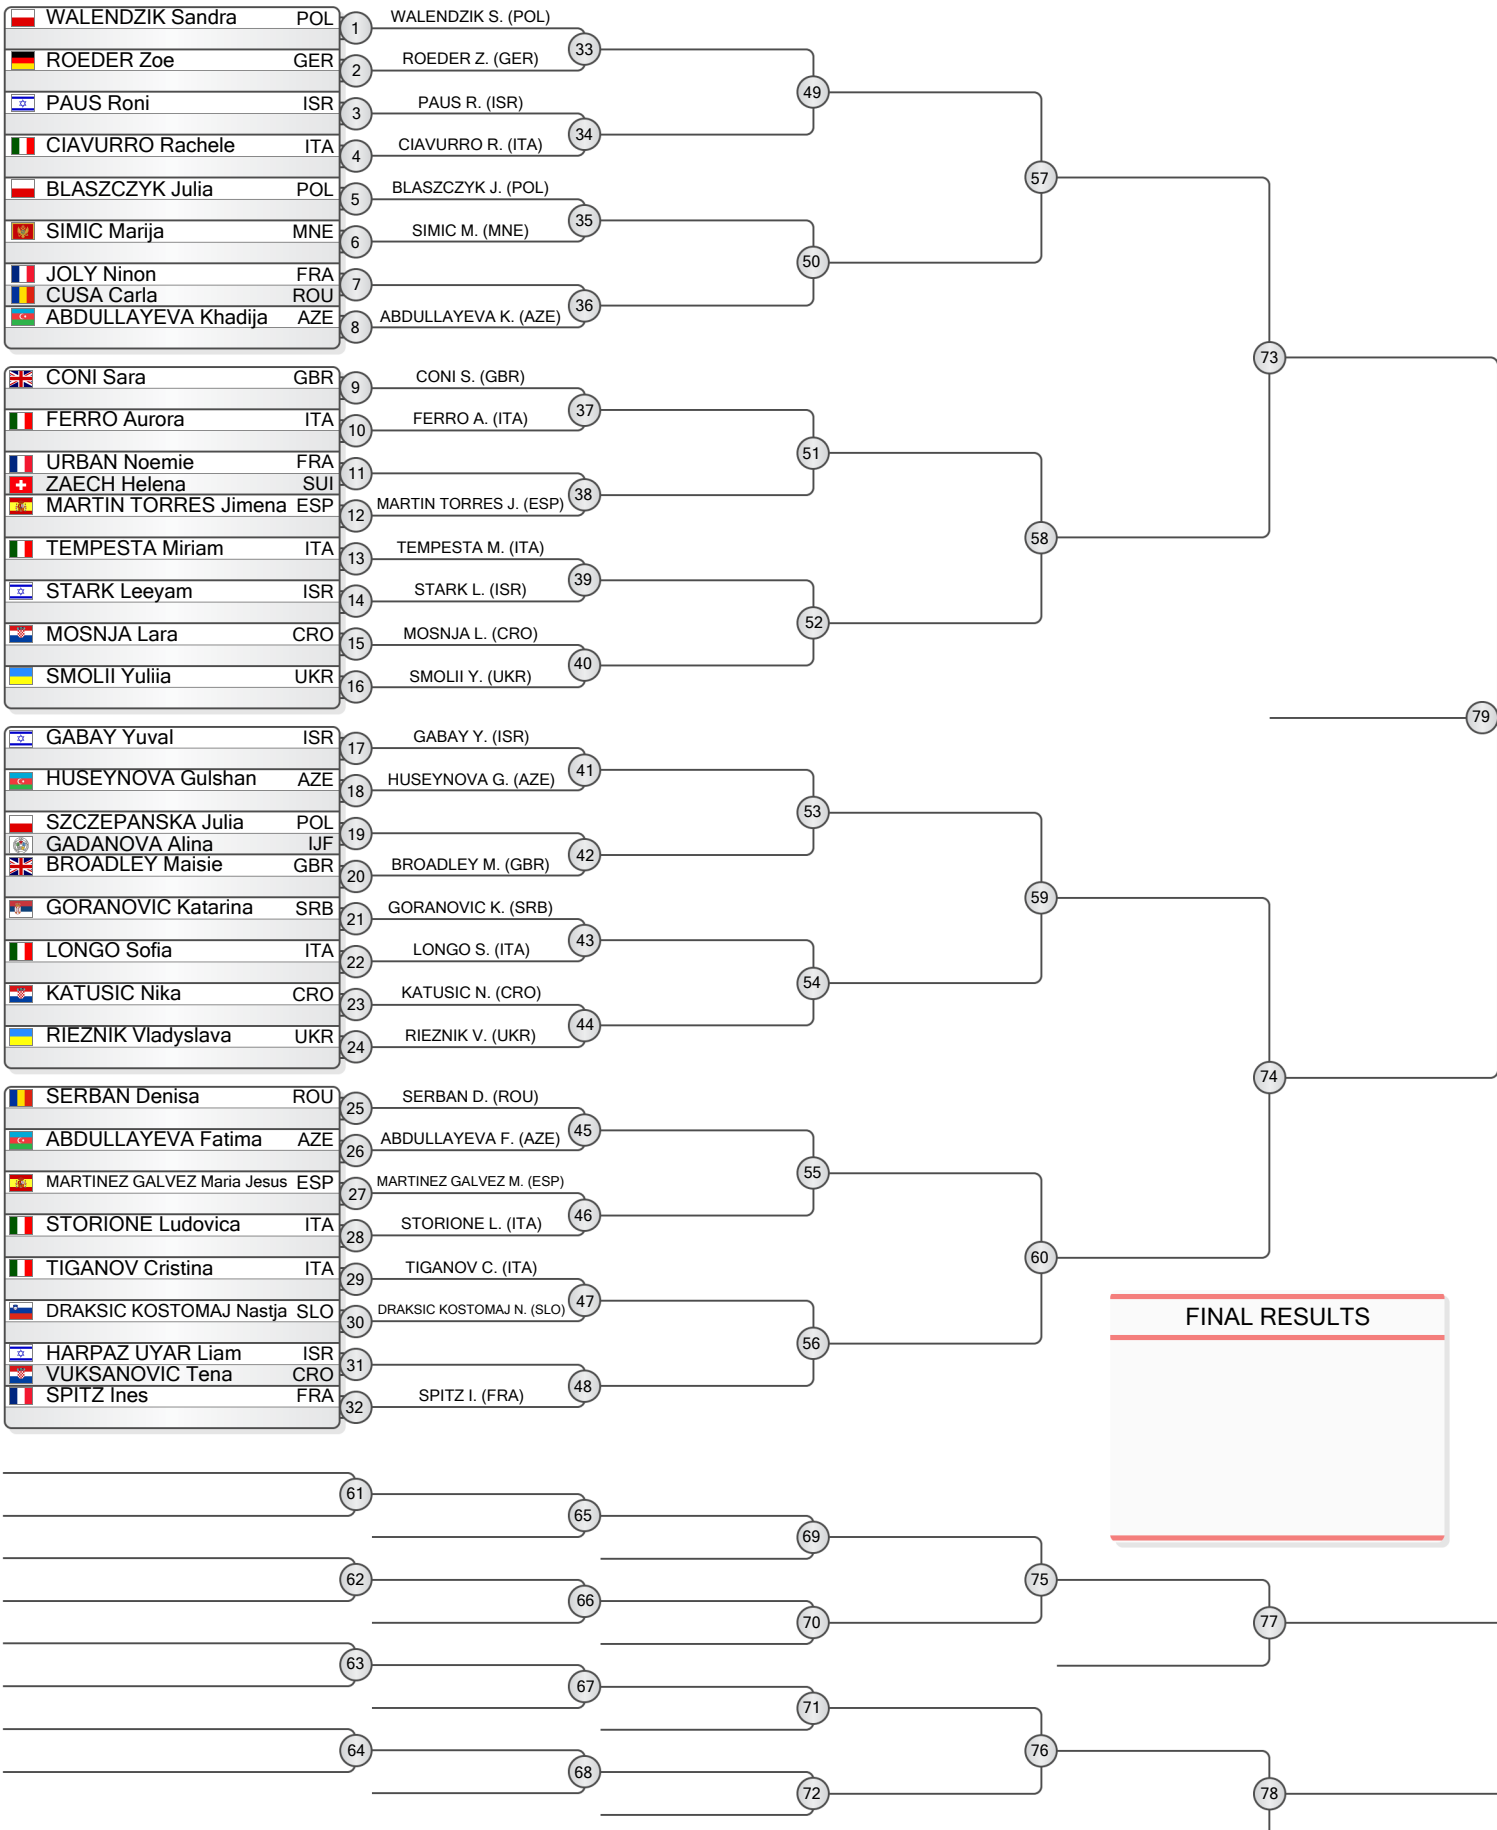 WALENDZIK Sandra POL 1 WALENDZIK S. (POL)
33
ROEDER Zoe GER 2 ROEDER Z. (GER)
49
PAUS Roni ISR 3 PAUS R. (ISR)
34
CIAVURRO Rachele ITA 4 CIAVURRO R. (ITA)
57
BLASZCZYK Julia POL 5 BLASZCZYK J. (POL)
35
SIMIC Marija MNE 6 SIMIC M. (MNE)
50
JOLY Ninon FRA 7
CUSA Carla ROU
36
ABDULLAYEVA Khadija AZE 8 ABDULLAYEVA K. (AZE)
73
CONI Sara GBR 9 CONI S. (GBR)
37
FERRO Aurora ITA 10 FERRO A. (ITA)
51
URBAN Noemie FRA 11
ZAECH Helena SUI
38
MARTIN TORRES Jimena ESP 12 MARTIN TORRES J. (ESP)
58
TEMPESTA Miriam ITA 13 TEMPESTA M. (ITA)
39
STARK Leeyam ISR 14 STARK L. (ISR)
52
MOSNJA Lara CRO 15 MOSNJA L. (CRO)
40
SMOLII Yuliia UKR 16 SMOLII Y. (UKR)
79
GABAY Yuval ISR 17 GABAY Y. (ISR)
41
HUSEYNOVA Gulshan AZE 18 HUSEYNOVA G. (AZE)
53
SZCZEPANSKA Julia POL 19
GADANOVA Alina IJF
42
BROADLEY Maisie GBR 20 BROADLEY M. (GBR)
59
GORANOVIC Katarina SRB 21 GORANOVIC K. (SRB)
43
LONGO Sofia ITA 22 LONGO S. (ITA)
54
KATUSIC Nika CRO 23 KATUSIC N. (CRO)
44
RIEZNIK Vladyslava UKR 24 RIEZNIK V. (UKR)
74
SERBAN Denisa ROU 25 SERBAN D. (ROU)
45
ABDULLAYEVA Fatima AZE 26 ABDULLAYEVA F. (AZE)
55
MARTINEZ GALVEZ Maria Jesus ESP 27 MARTINEZ GALVEZ M. (ESP)
46
STORIONE Ludovica ITA 28 STORIONE L. (ITA)
60
TIGANOV Cristina ITA 29 TIGANOV C. (ITA)
47
DRAKSIC KOSTOMAJ Nastja SLO 30 DRAKSIC KOSTOMAJ N. (SLO)
FINAL RESULTS
56
HARPAZ UYAR Liam ISR 31
VUKSANOVIC Tena CRO
48
SPITZ Ines FRA 32 SPITZ I. (FRA)
61
65
69
62
75
66
70
77
63
67
71
64
76
68
72
78